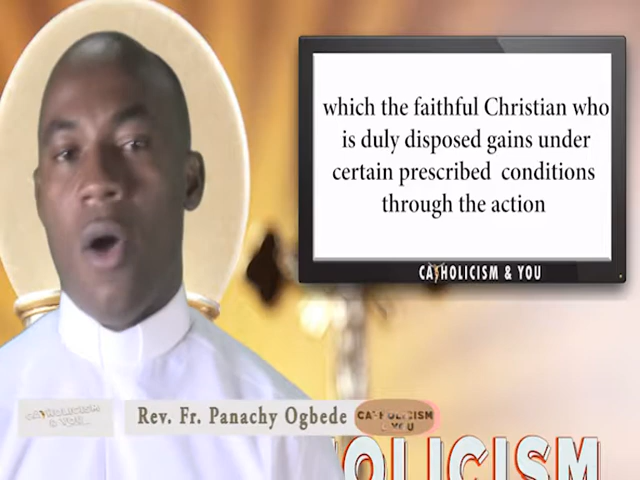 which the faithful Christian who
is duly disposed gains under
certain prescribed conditions
through the action
CATHOLICISM & YOU
Rev. Fr. Panachy Ogbede
CATHOLICISM
& YOU
CATHOLICISM
& YOU
OLICISM